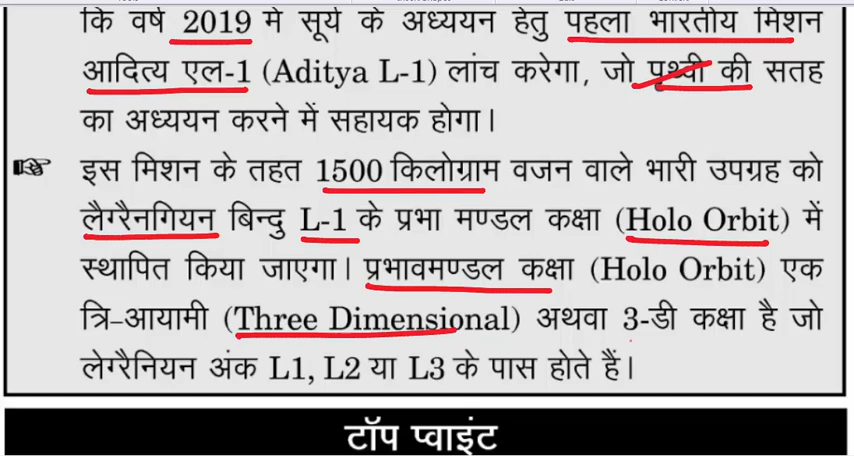 कि वर्ष 2019 में सूर्य के अध्ययन हेतु पहला भारतीय मिशन
आदित्य एल-1 (Aditya L-1) लांच करेगा, जो पृथ्वी की सतह
का अध्ययन करने में सहायक होगा।
इस मिशन के तहत 1500 किलोग्राम वजन वाले भारी उपग्रह को
लैग्रैनगियन बिन्दु L-1 के प्रभा मण्डल कक्षा (Holo Orbit) में
स्थापित किया जाएगा। प्रभावमण्डल कक्षा (Holo Orbit) एक
त्रि-आयामी (Three Dimensional) अथवा 3-डी कक्षा है जो
लेग्रैनियन अंक L1, L2 या L3 के पास होते हैं।
टॉप प्वाइंट